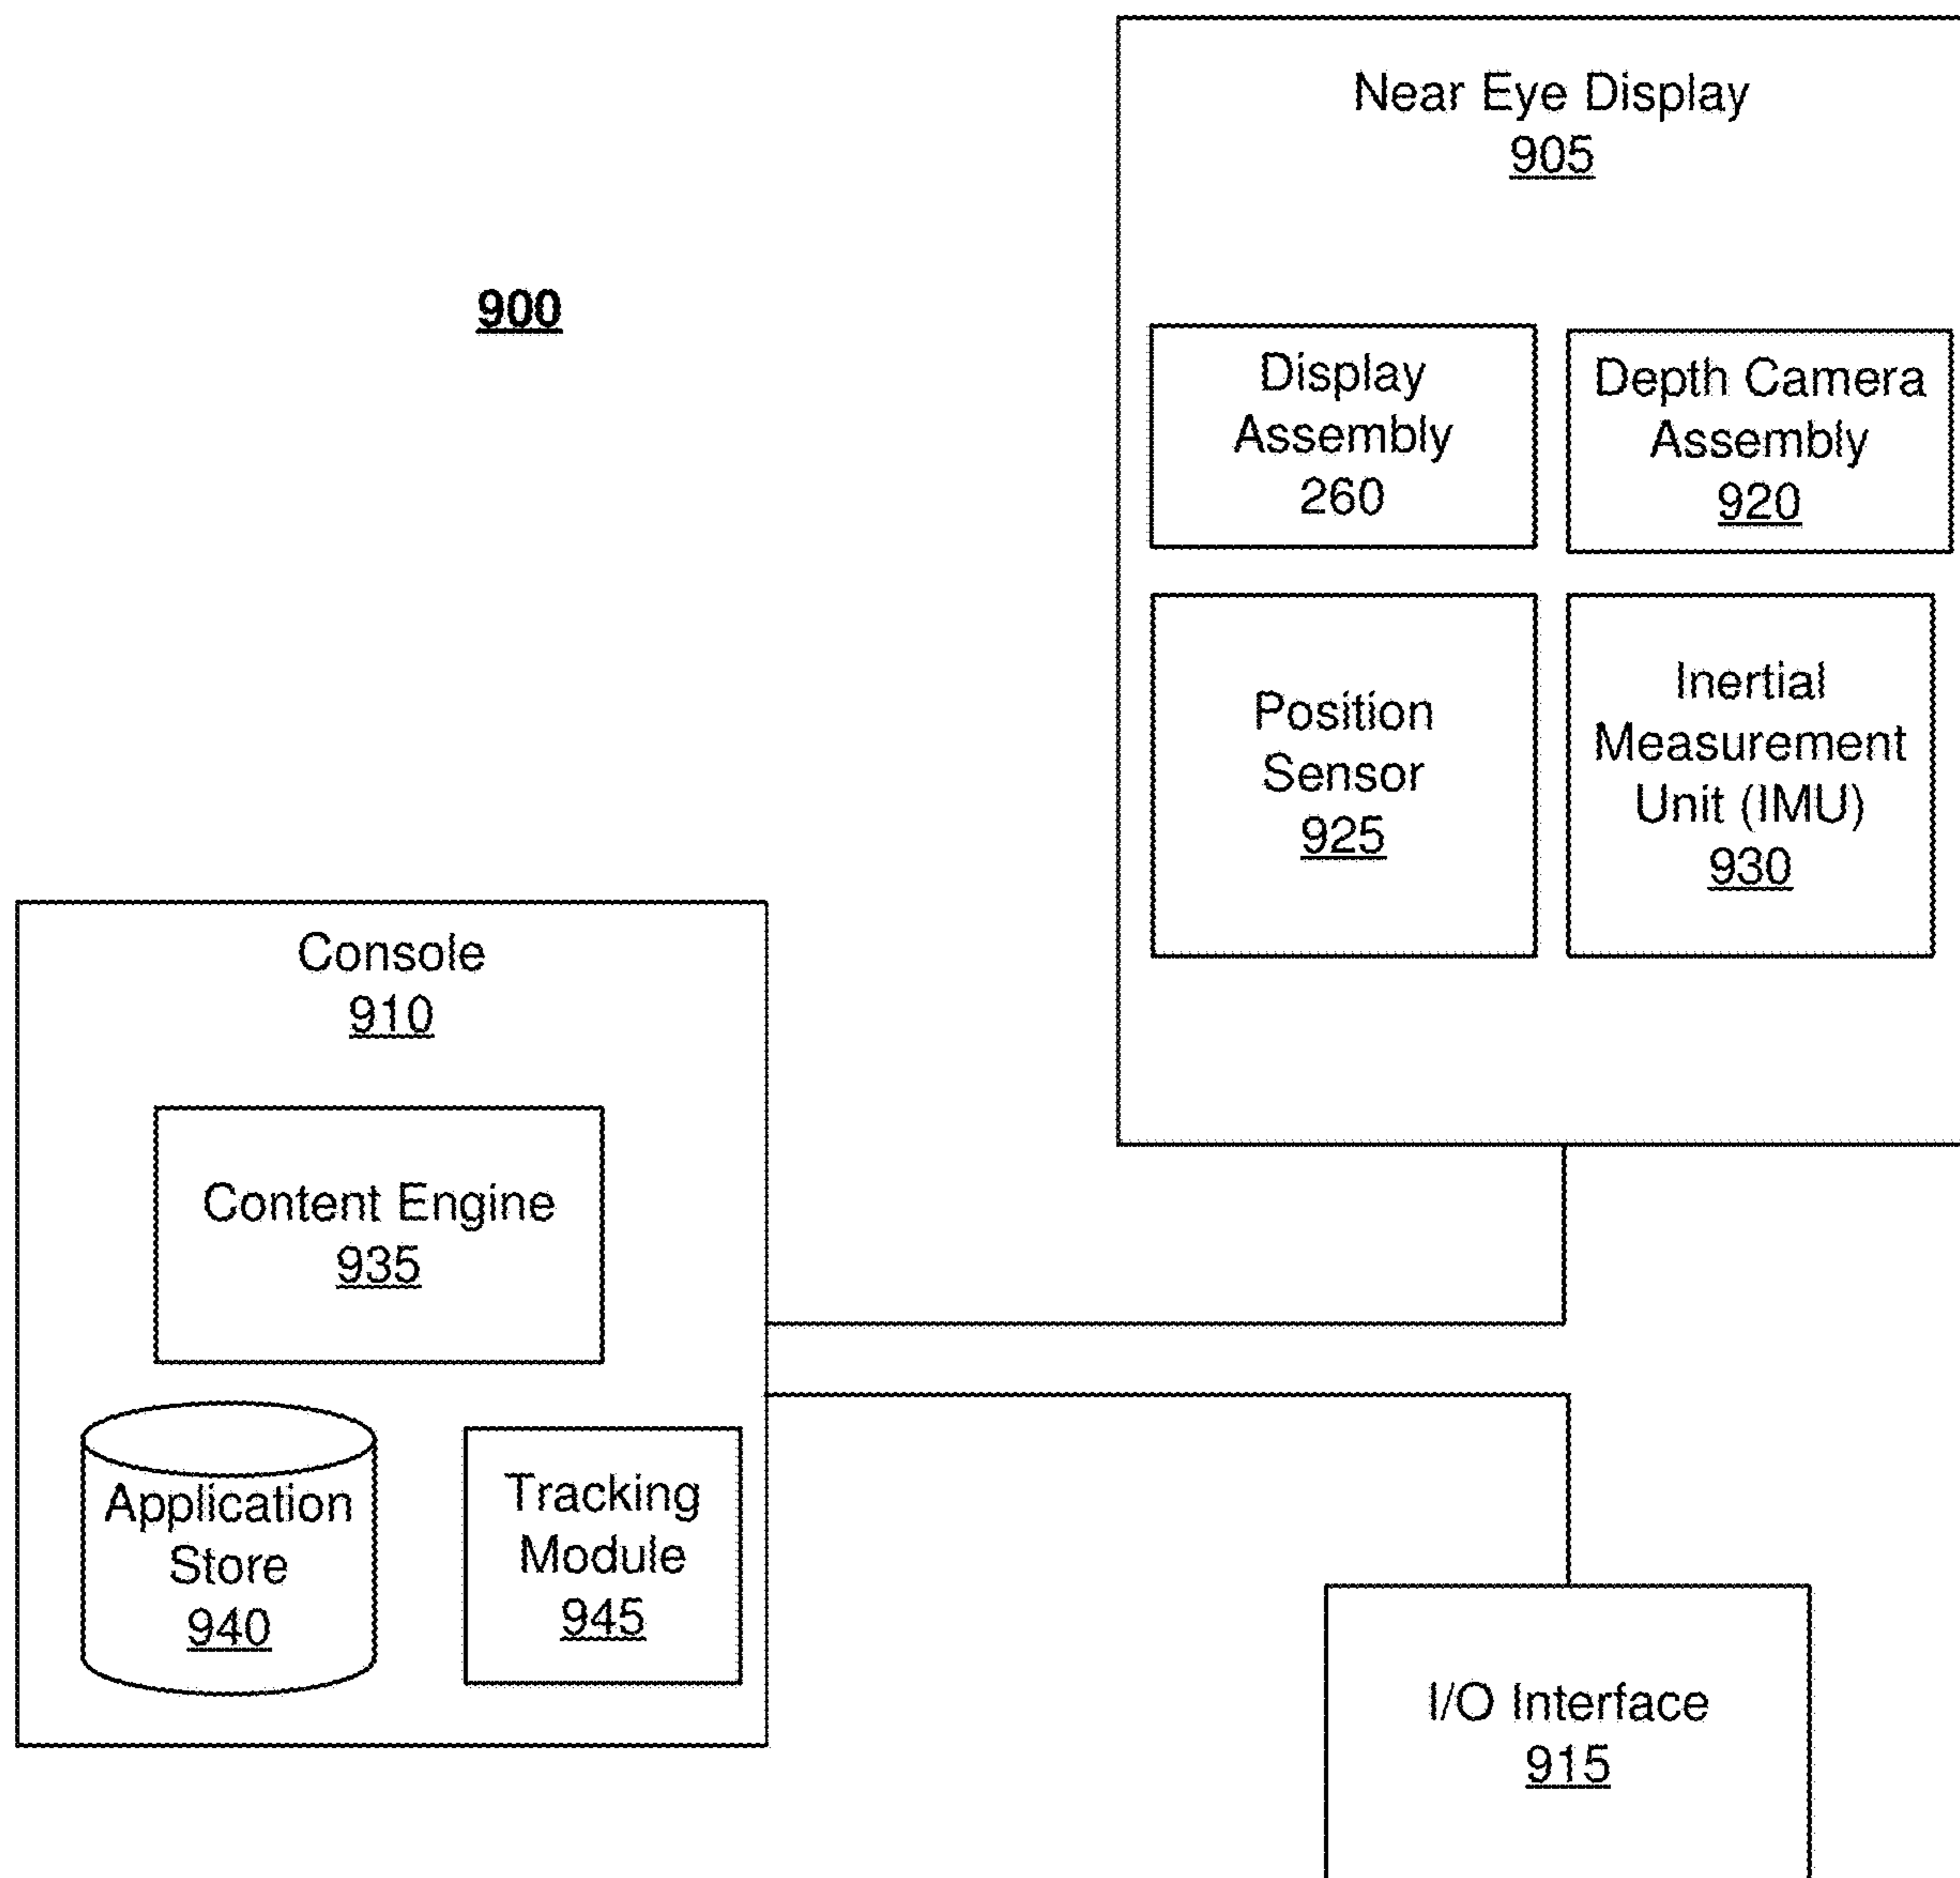 Near Eye Display
905
900
Display
Assembly
260
Depth Camera
Assembly
920
Position
Sensor
925
Inertial
Measurement
Unit (IMU)
930
Console
910
Content Engine
935
Application
Store
940
Tracking
Module
945
I/O Interface
915